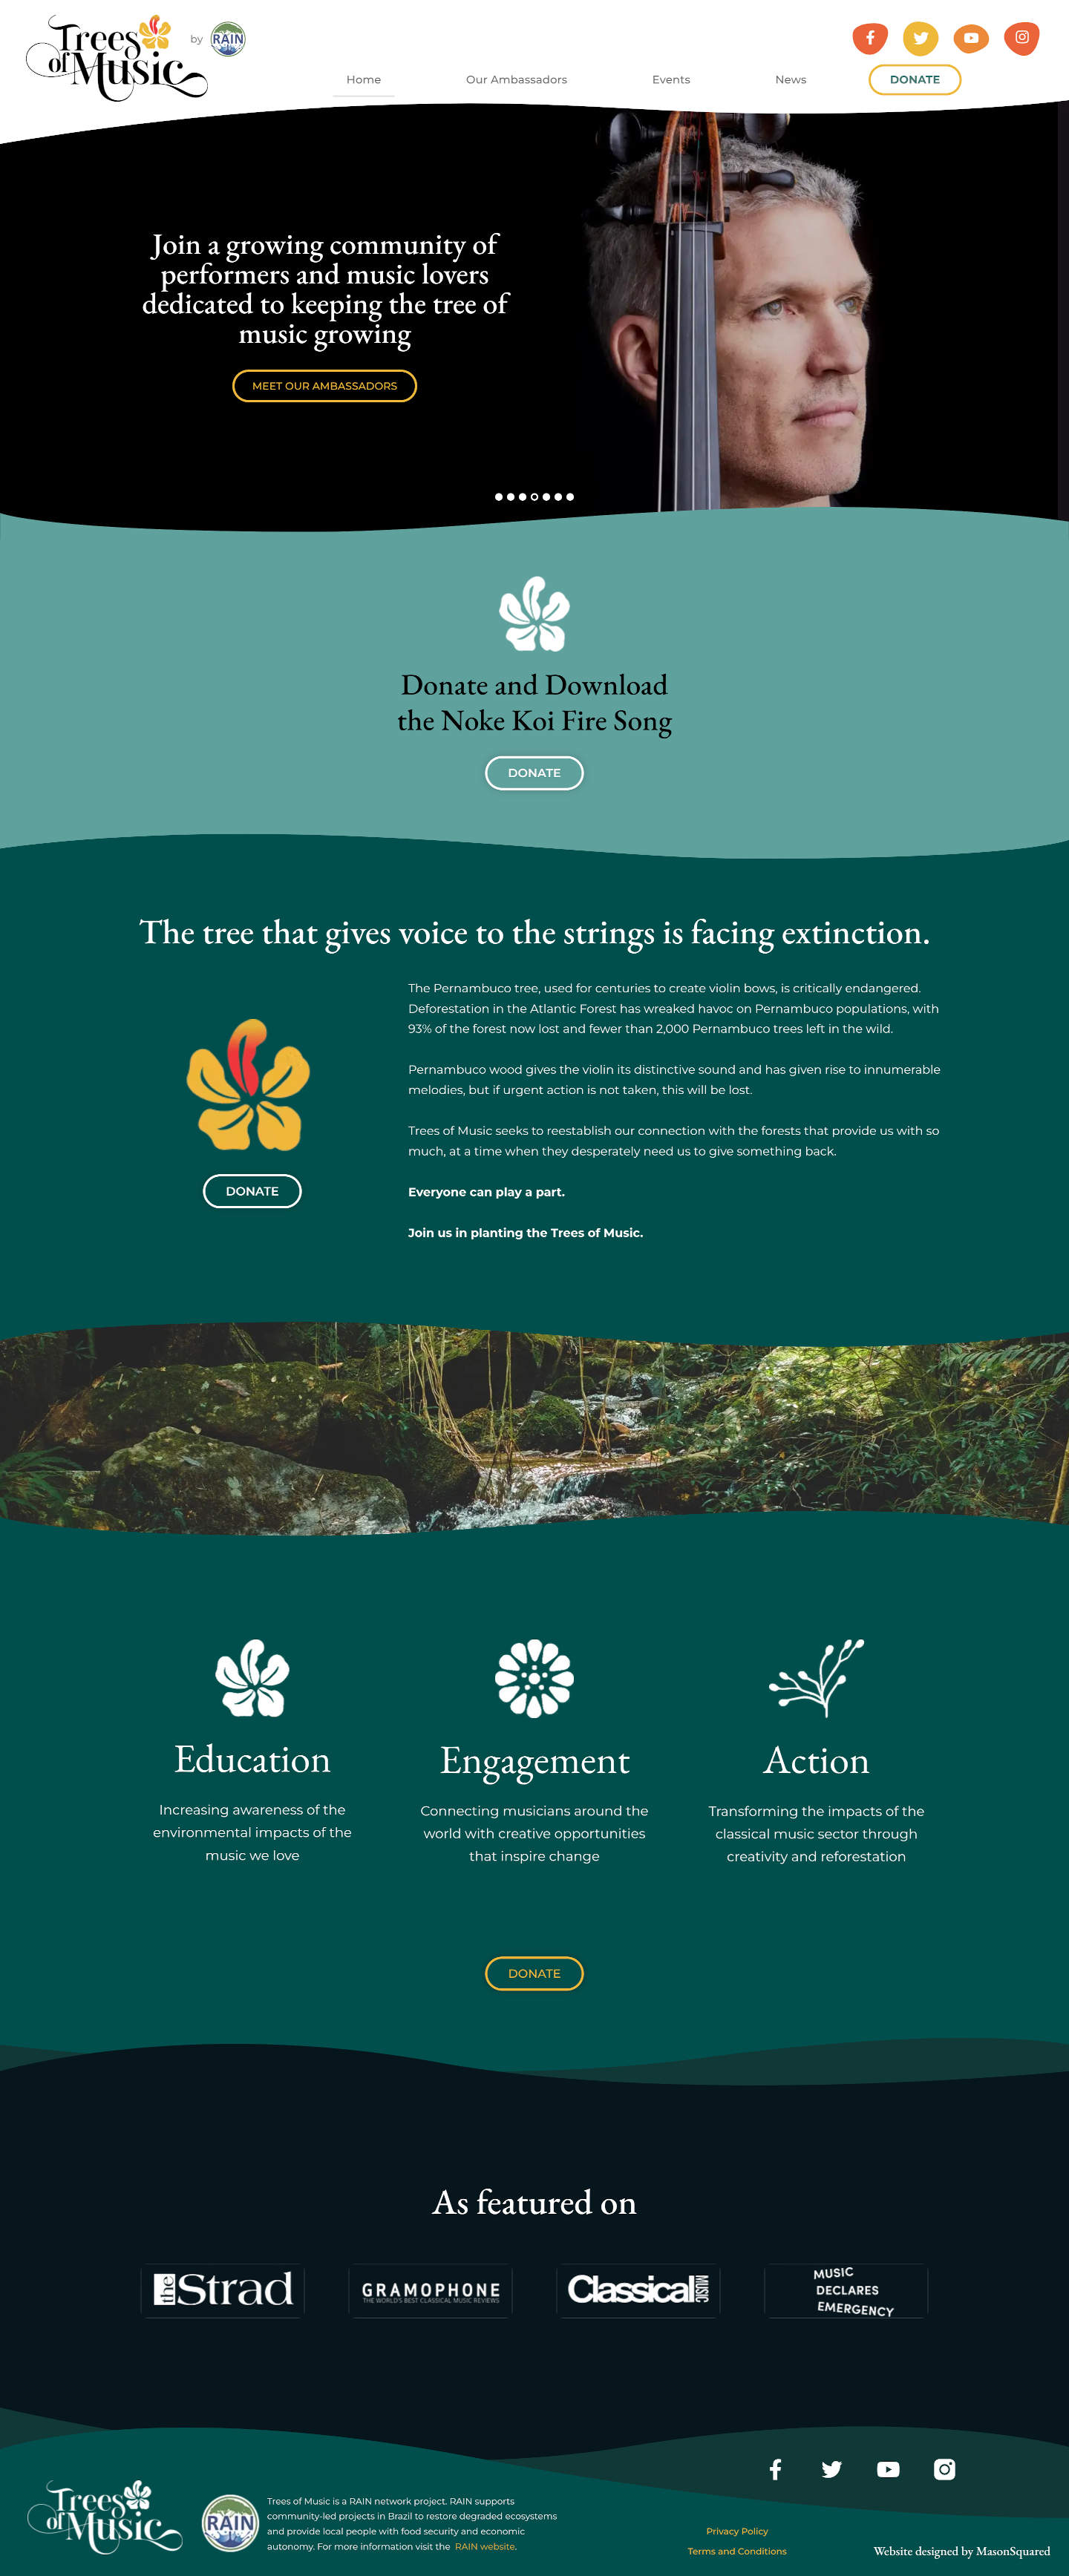 Trees
of Music
by
RAIN
Home
Our Ambassadors
Events
News
DONATE
Join a growing community of
performers and music lovers
dedicated to keeping the tree of
music growing
MEET OUR AMBASSADORS
Donate and Download
the Noke Koi Fire Song
DONATE
The tree that gives voice to the strings is facing extinction.
The Pernambuco tree, used for centuries to create violin bows, is critically endangered.
Deforestation in the Atlantic Forest has wreaked havoc on Pernambuco populations, with
93% of the forest now lost and fewer than 2,000 Pernambuco trees left in the wild.
Pernambuco wood gives the violin its distinctive sound and has given rise to innumerable
melodies, but if urgent action is not taken, this will be lost.
Trees of Music seeks to reestablish our connection with the forests that provide us with so
much, at a time when they desperately need us to give something back.
Everyone can play a part.
Join us in planting the Trees of Music.
DONATE
Education
Increasing awareness of the
environmental impacts of the
music we love
Engagement
Connecting musicians around the
world with creative opportunities
that inspire change
Action
Transforming the impacts of the
classical music sector through
creativity and reforestation
DONATE
As featured on
the Strad
GRAMOPHONE
THE WORLD'S BEST CLASSICAL MUSIC REVIEWS
Classical MUSIC
MUSIC
DECLARES
EMERGENCY
Trees
of Music
RAIN
Trees of Music is a RAIN network project. RAIN supports
community-led projects in Brazil to restore degraded ecosystems
and provide local people with food security and economic
autonomy. For more information visit the RAIN website.
Privacy Policy
Terms and Conditions
Website designed by MasonSquared